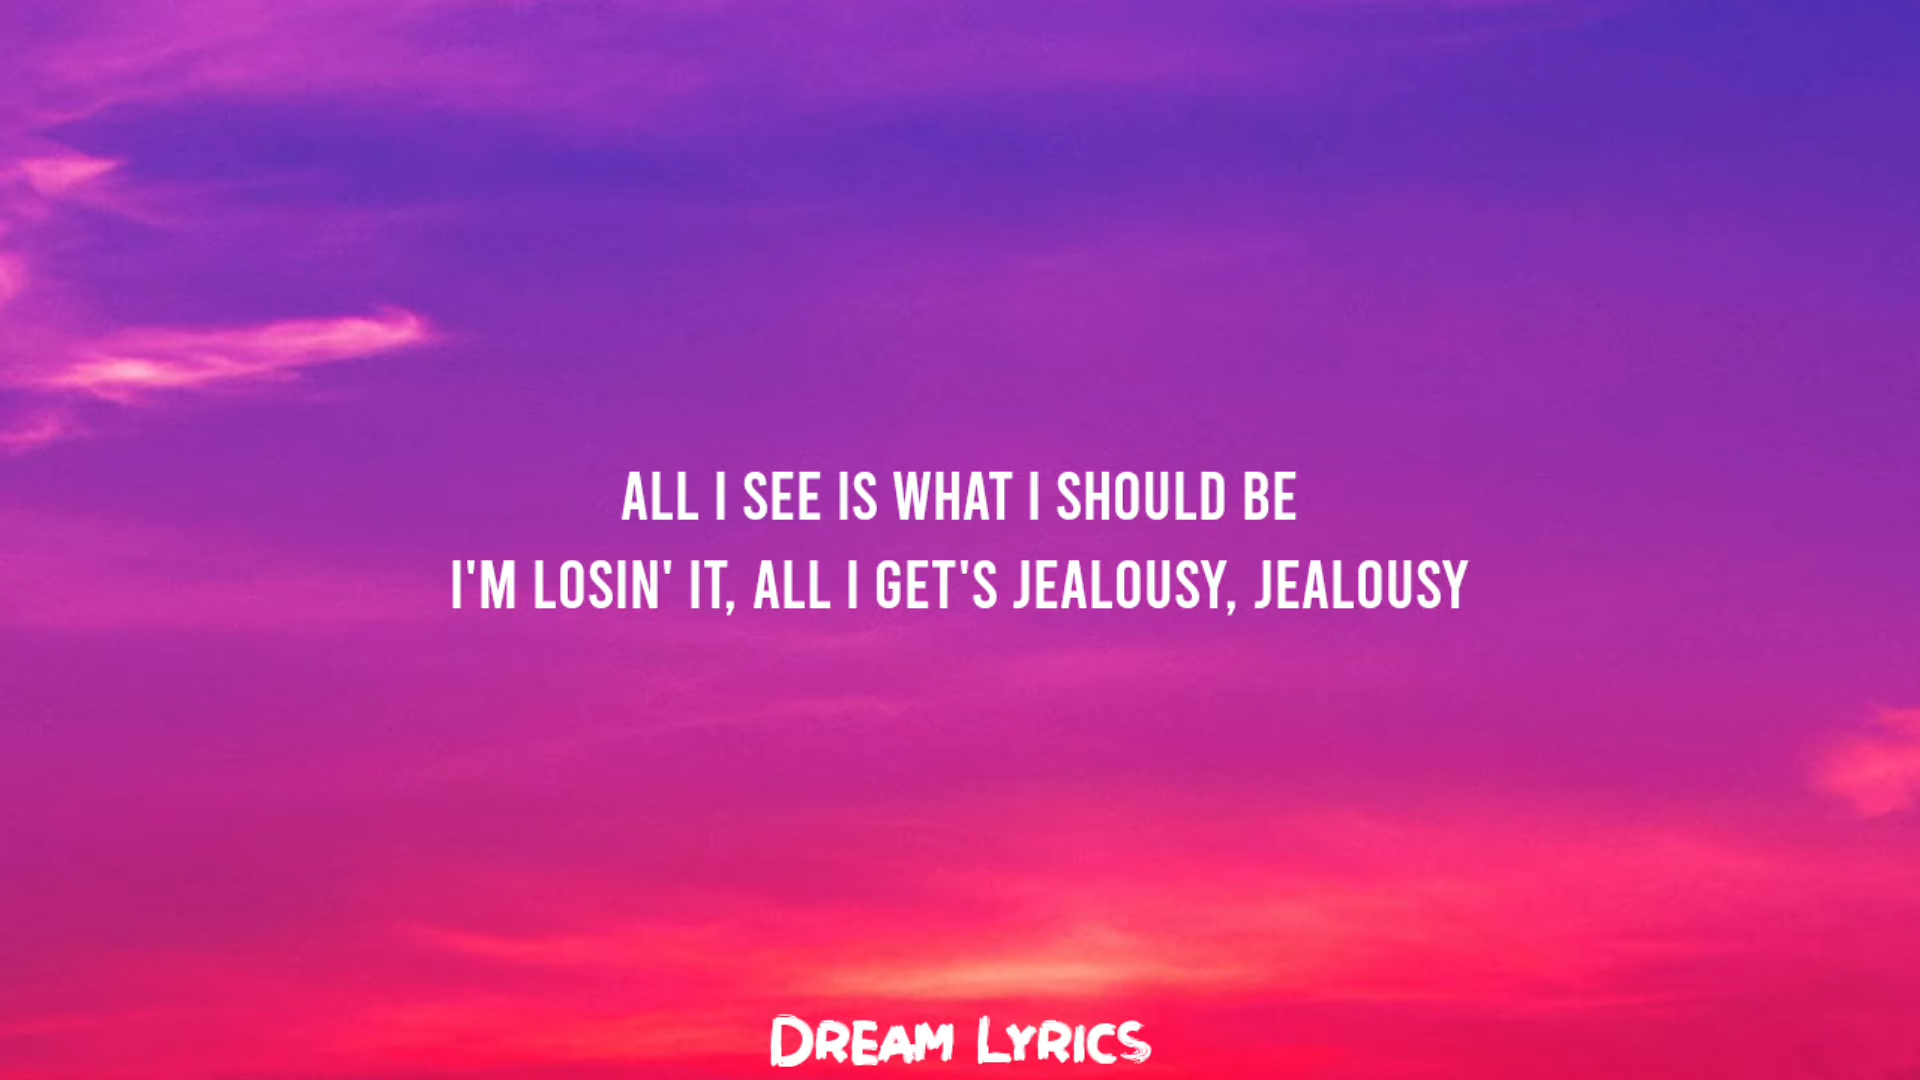 ALL I SEE IS WHAT I SHOULD BE
I'M LOSIN' IT, ALL I GET'S JEALOUSY, JEALOUSY
DREAM LYRICS